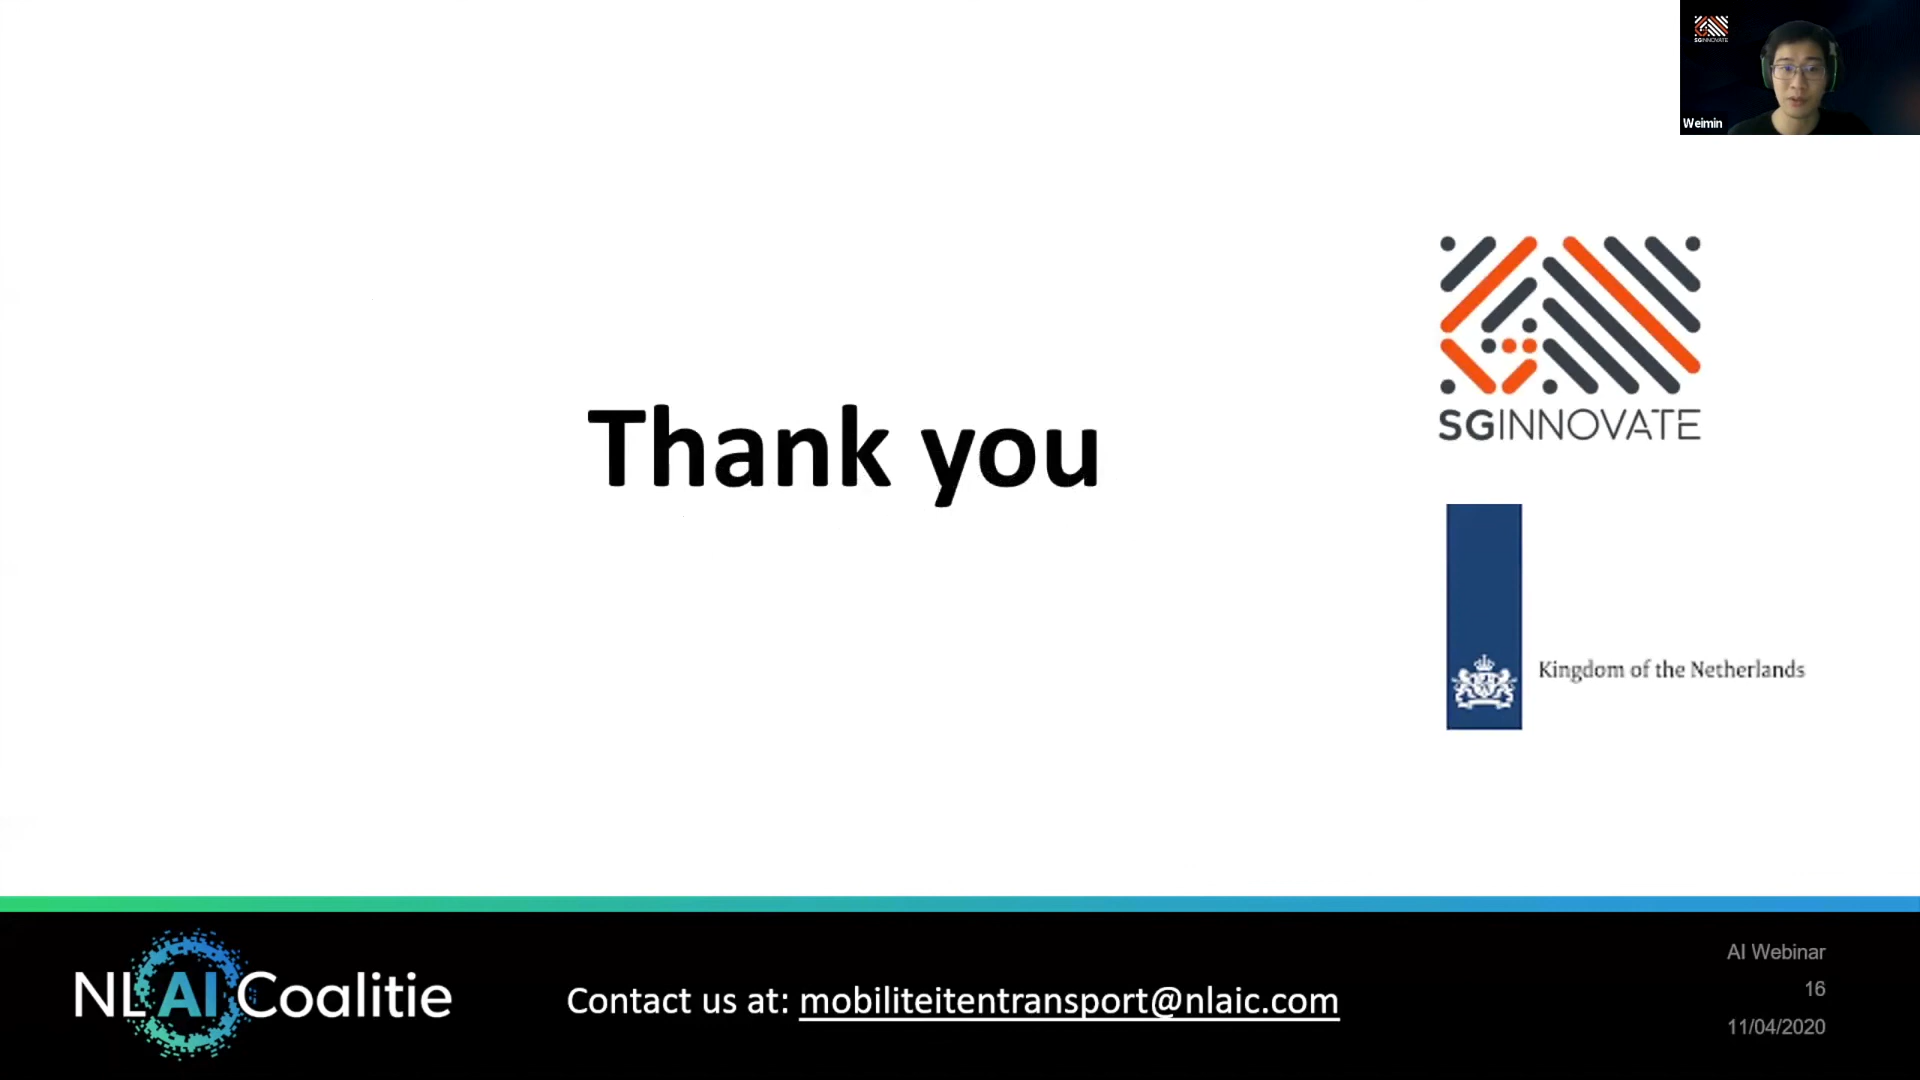 SGINNOVATE
Weimin
SGINNOVATE
Thank you
Kingdom of the Netherlands
NL AI Coalitie
Contact us at: mobiliteitentransport@nlaic.com
AI Webinar
16
11/04/2020